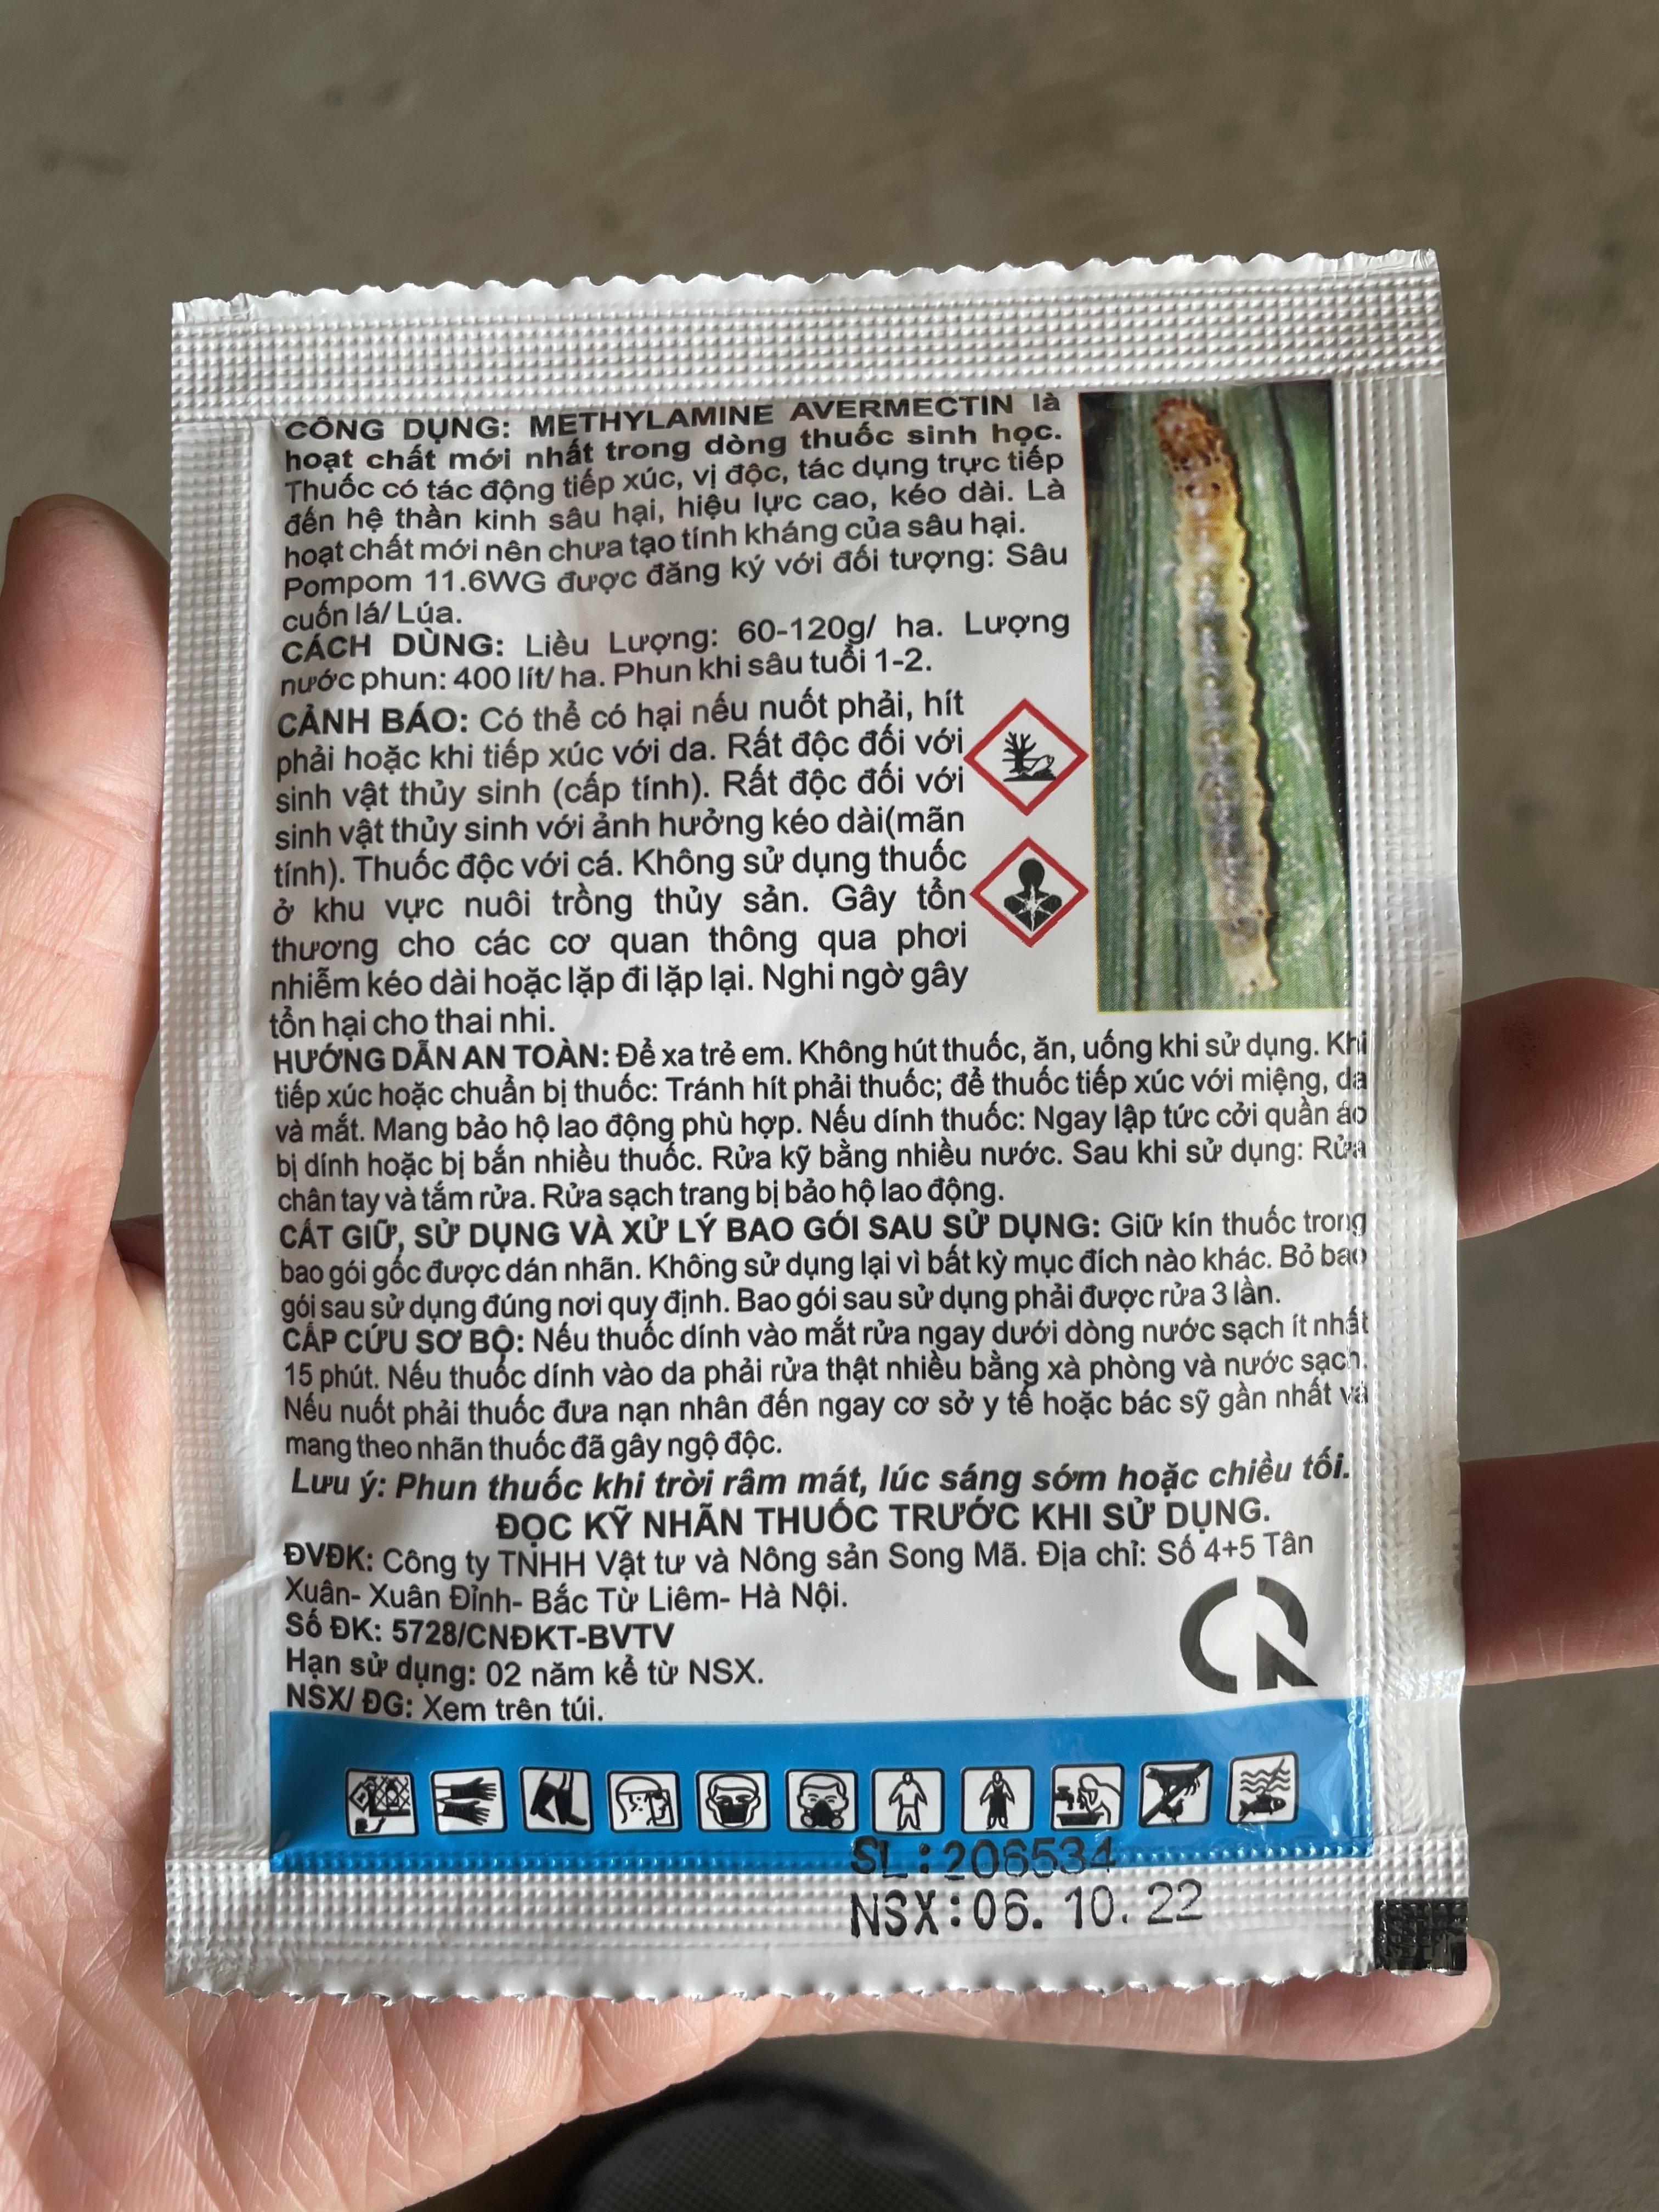 CÔNG DỤNG: METHYLAMINE AVERMECTIN là
hoạt chất mới nhất trong dòng thuốc sinh học.
Thuốc có tác động tiếp xúc, vị độc, tác dụng trực tiếp
đến hệ thần kinh sâu hại, hiệu lực cao, kéo dài. Là
hoạt chất mới nên chưa tạo tính kháng của sâu hại.
Pompom 11.6WG được đăng ký với đối tượng: Sâu
cuốn lá/ Lúa.
CÁCH DÙNG: Liều Lượng: 60-120g/ ha. Lượng
nước phun: 400 lít/ ha. Phun khi sâu tuổi 1-2.
CẢNH BÁO: Có thể có hại nếu nuốt phải, hít
phải hoặc khi tiếp xúc với da. Rất độc đối với
sinh vật thủy sinh (cấp tính). Rất độc đối với
sinh vật thủy sinh với ảnh hưởng kéo dài(mãn
tính). Thuốc độc với cá. Không sử dụng thuốc
ở khu vực nuôi trồng thủy sản. Gây tổn
thương cho các cơ quan thông qua phơi
nhiễm kéo dài hoặc lặp đi lặp lại. Nghi ngờ gây
tổn hại cho thai nhi.
HƯỚNG DẪN AN TOÀN: Để xa trẻ em. Không hút thuốc, ăn, uống khi sử dụng. Khi
tiếp xúc hoặc chuẩn bị thuốc: Tránh hít phải thuốc; để thuốc tiếp xúc với miệng, da
và mắt. Mang bảo hộ lao động phù hợp. Nếu dính thuốc: Ngay lập tức cởi quần áo
bị dính hoặc bị bắn nhiều thuốc. Rửa kỹ bằng nhiều nước. Sau khi sử dụng: Rửa
chân tay và tắm rửa. Rửa sạch trang bị bảo hộ lao động.
CẤT GIỮ, SỬ DỤNG VÀ XỬ LÝ BAO GÓI SAU SỬ DỤNG: Giữ kín thuốc trong
bao gói gốc được dán nhãn. Không sử dụng lại vì bất kỳ mục đích nào khác. Bỏ bao
gói sau sử dụng đúng nơi quy định. Bao gói sau sử dụng phải được rửa 3 lần.
CẤP CỨU SƠ BỘ: Nếu thuốc dính vào mắt rửa ngay dưới dòng nước sạch ít nhất
15 phút. Nếu thuốc dính vào da phải rửa thật nhiều bằng xà phòng và nước sạch.
Nếu nuốt phải thuốc đưa nạn nhân đến ngay cơ sở y tế hoặc bác sỹ gần nhất và
mang theo nhãn thuốc đã gây ngộ độc.
Lưu ý: Phun thuốc khi trời râm mát, lúc sáng sớm hoặc chiều tối.
ĐỌC KỸ NHÃN THUỐC TRƯỚC KHI SỬ DỤNG.
ĐVĐK: Công ty TNHH Vật tư và Nông sản Song Mã. Địa chỉ: Số 4+5 Tân
Xuân- Xuân Đỉnh- Bắc Từ Liêm- Hà Nội.
Số ĐK: 5728/CNĐKT-BVTV
Hạn sử dụng: 02 năm kể từ NSX.
NSX/ ĐG: Xem trên túi.
SL:206534
NSX:06. 10. 22